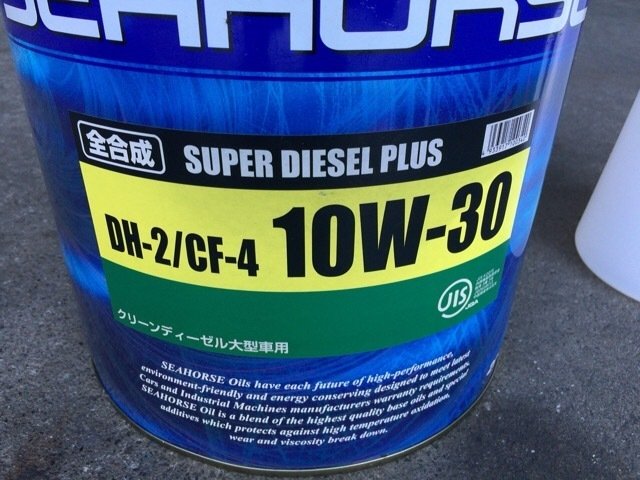 SEAHORSE
全合成 SUPER DIESEL PLUS
DH-2/CF-4 10W-30
JIS
クリーンディーゼル大型車用
SEAHORSE Oils have each future of high-performance,
environment-friendly and energy conserving designed to meet latest
Cars and Industrial Machines manufacturers warranty requirements.
SEAHORSE Oil is a blend of the highest quality base oils and special
additives which protects against high temperature oxidation,
wear and viscosity break down.